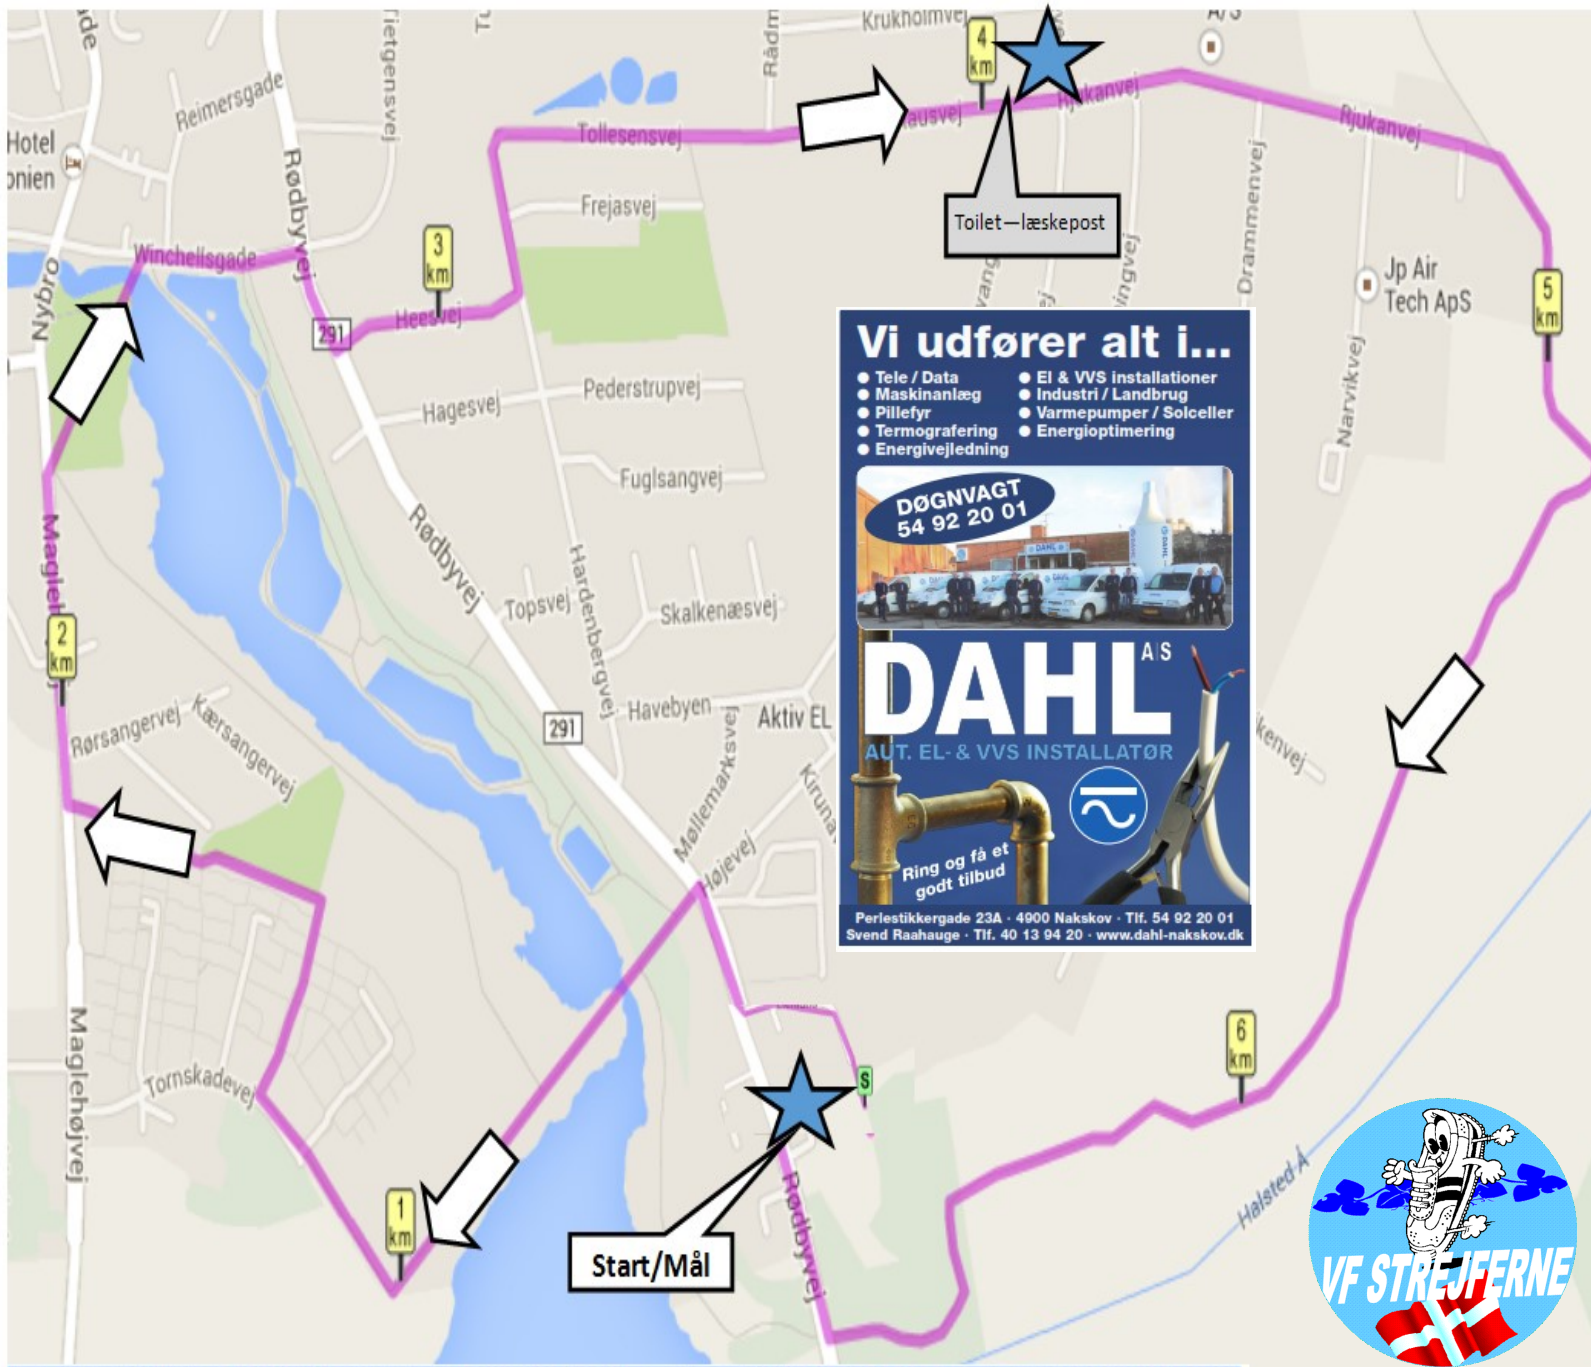 Krukholmvej
Tietgensvej
Reimersgade
4
km
Rjukanvej
Rjukanvej
Hotel
Tollesensvej
Toilet—læskepost
Rødbyvej
Frejasvej
Drammenvej
Winchellsgade
3
km
Nybro
291
Heesvej
Jp Air
Tech ApS
5
km
Narvikvej
Pederstrupvej
Hagesvej
Fuglsangvej
Rødbyvej
Hardenbergvej
Topsvej
Skalkenæsvej
2
km
Rørsangervej
Kærsangervej
291
Havebyen
Aktiv EL
Møllemarksvej
Højevej
Vi udfører alt i...
● Tele / Data
● Maskinanlæg
● Pillefyr
● Termografering
● Energivejledning
● El & VVS installationer
● Industri / Landbrug
● Varmepumper / Solceller
● Energioptimering
DØGNVAGT
54 92 20 01
DAHL A|S
AUT. EL- & VVS INSTALLATØR
Ring og få et
godt tilbud
Perlestikkergade 23A · 4900 Nakskov · Tlf. 54 92 20 01
Svend Raahauge · Tlf. 40 13 94 20 · www.dahl-nakskov.dk
Maglehøjvej
Tornskadevej
S
6
km
1
km
Rødbyvej
Start/Mål
Halsted Å
VF STREJFERNE